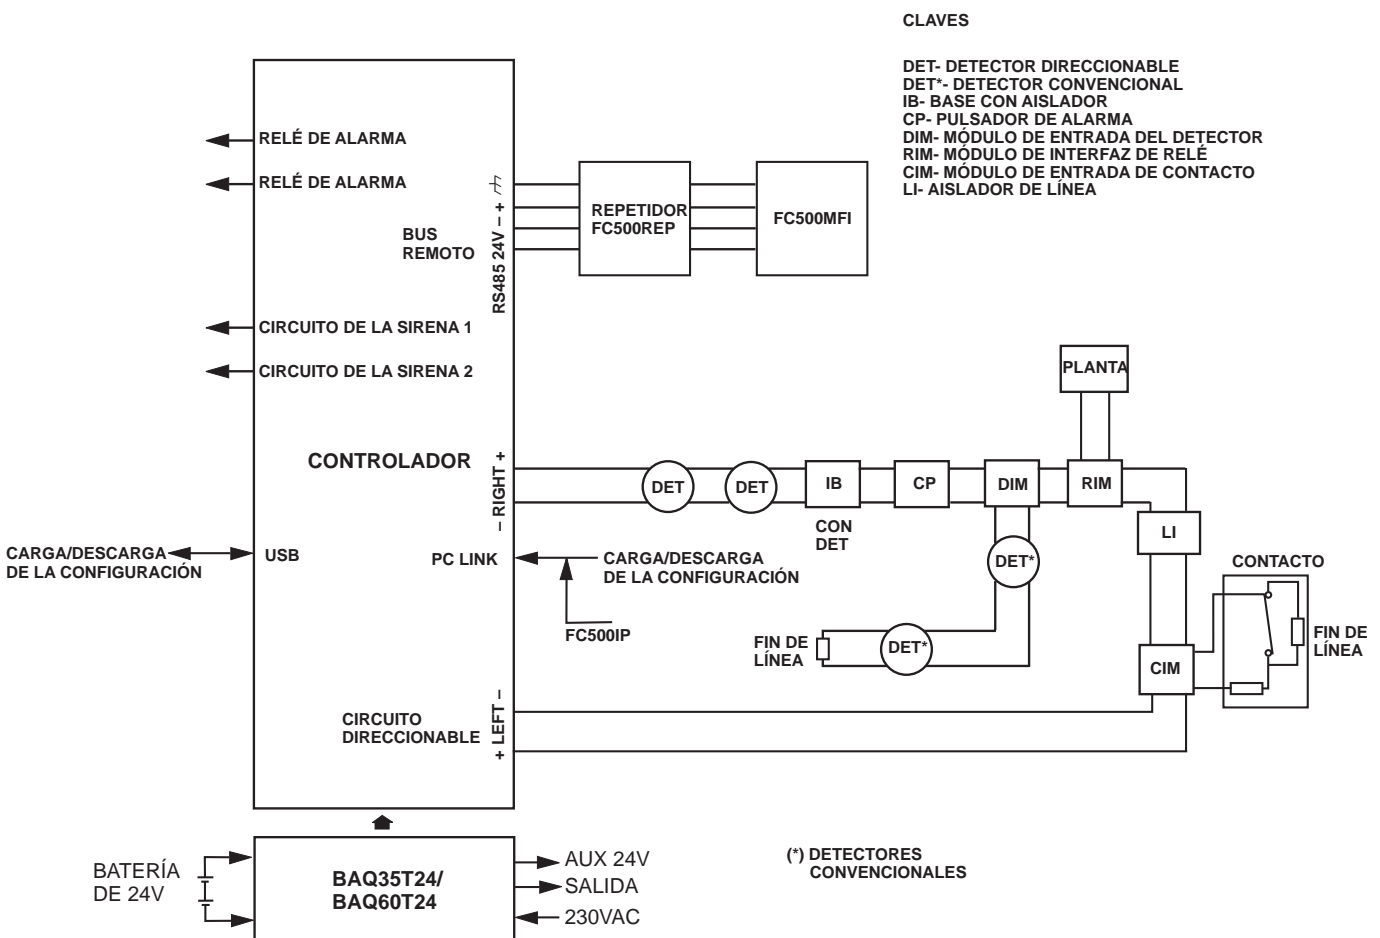 CLAVES
DET- DETECTOR DIRECCIONABLE
DET*- DETECTOR CONVENCIONAL
IB- BASE CON AISLADOR
CP- PULSADOR DE ALARMA
DIM- MÓDULO DE ENTRADA DEL DETECTOR
RIM- MÓDULO DE INTERFAZ DE RELÉ
CIM- MÓDULO DE ENTRADA DE CONTACTO
LI- AISLADOR DE LÍNEA
RELÉ DE ALARMA
RELÉ DE ALARMA
BUS
REMOTO
RS485 24V – +
REPETIDOR
FC500REP
FC500MFI
CIRCUITO DE LA SIRENA 1
CIRCUITO DE LA SIRENA 2
PLANTA
CONTROLADOR
– RIGHT +
DET
DET
IB
CON
DET
CP
DIM
RIM
LI
CARGA/DESCARGA
DE LA CONFIGURACIÓN
USB
PC LINK
CARGA/DESCARGA
DE LA CONFIGURACIÓN
FC500IP
DET*
CONTACTO
FIN DE
LÍNEA
DET*
FIN DE
LÍNEA
CIM
CIRCUITO
DIRECCIONABLE
+ LEFT –
BATERÍA
DE 24V
BAQ35T24/
BAQ60T24
AUX 24V
SALIDA
230VAC
(*) DETECTORES
CONVENCIONALES